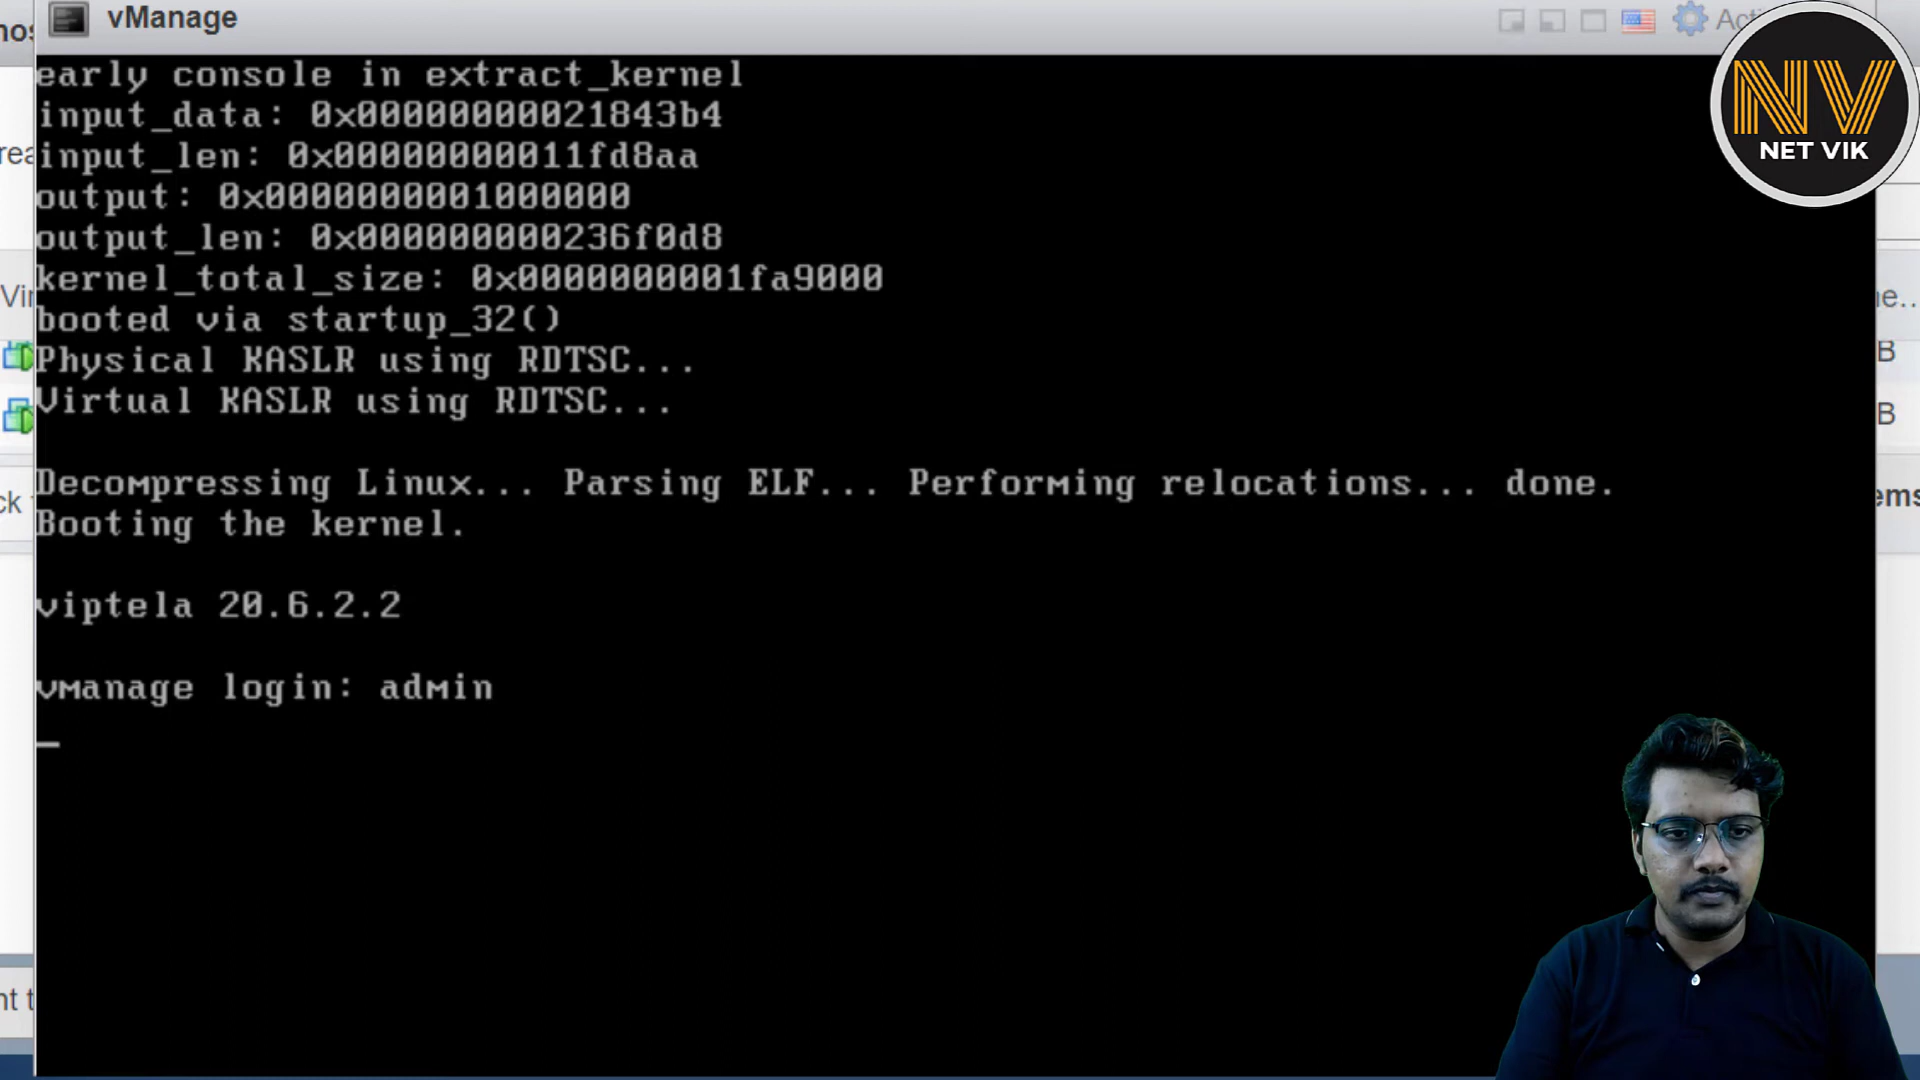 vManage
early console in extract_kernel
input_data: 0x00000000021843b4
input_len: 0x00000000011fd8aa
output: 0x0000000001000000
output_len: 0x000000000236f0d8
kernel_total_size: 0x0000000001fa9000
booted via startup_32()
Physical KASLR using RDTSC...
Virtual KASLR using RDTSC...
Decompressing Linux... Parsing ELF... Performing relocations... done.
Booting the kernel.
viptela 20.6.2.2
vmanage login: admin
NV
NET VIK